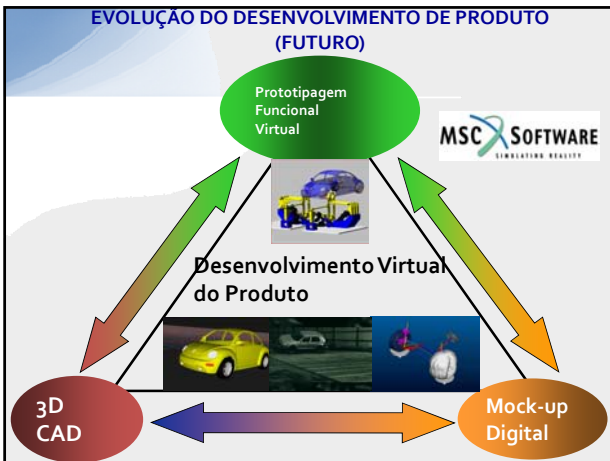 EVOLUÇÃO DO DESENVOLVIMENTO DE PRODUTO
(FUTURO)
Prototipagem
Funcional
Virtual
MSC SOFTWARE
SIMULATING REALITY
Desenvolvimento Virtual
do Produto
3D
CAD
Mock-up
Digital